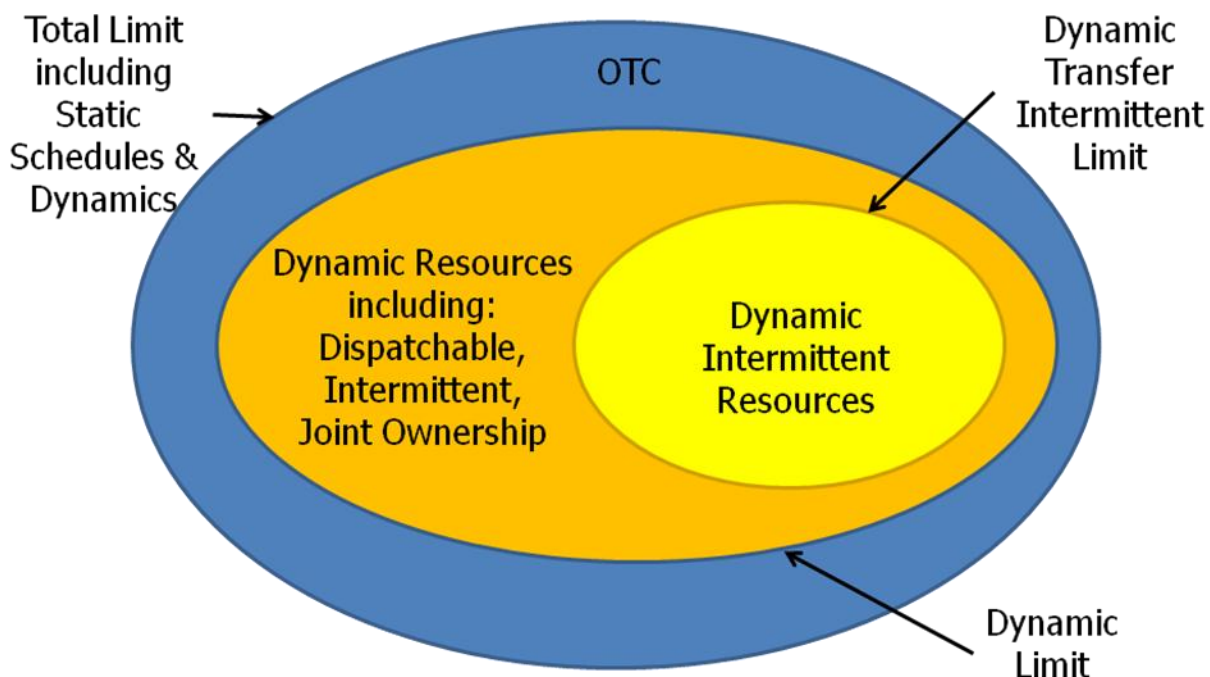 Total Limit
including
Static
Schedules &
Dynamics
OTC
Dynamic
Transfer
Intermittent
Limit
Dynamic Resources
including:
Dispatchable,
Intermittent,
Joint Ownership
Dynamic
Intermittent
Resources
Dynamic
Limit